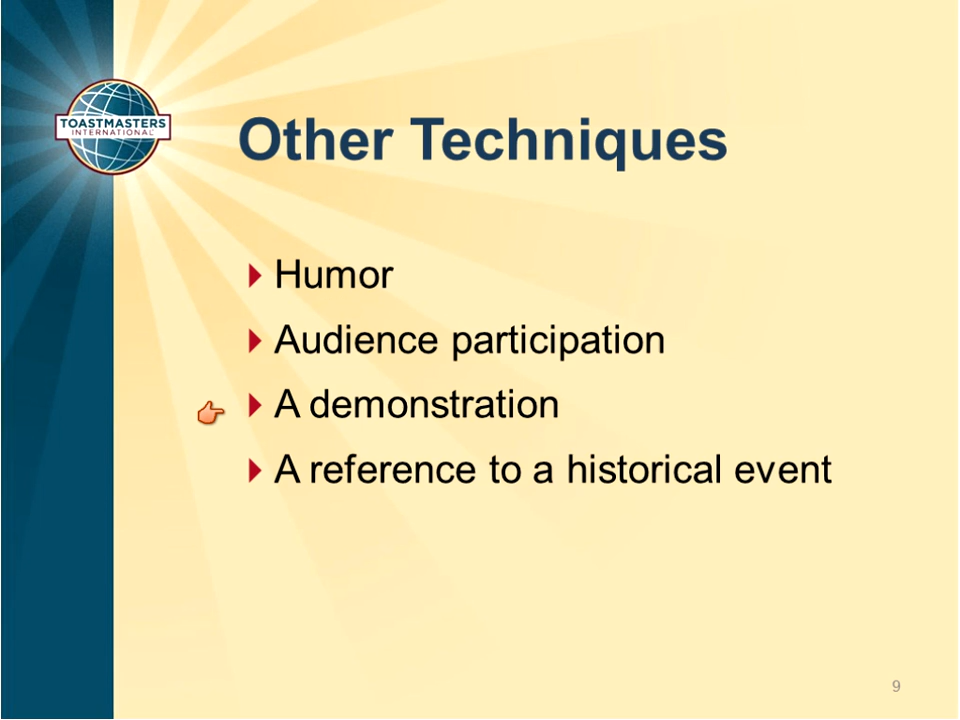 TOASTMASTERS
INTERNATIONAL
Other Techniques
Humor
Audience participation
A demonstration
A reference to a historical event
9